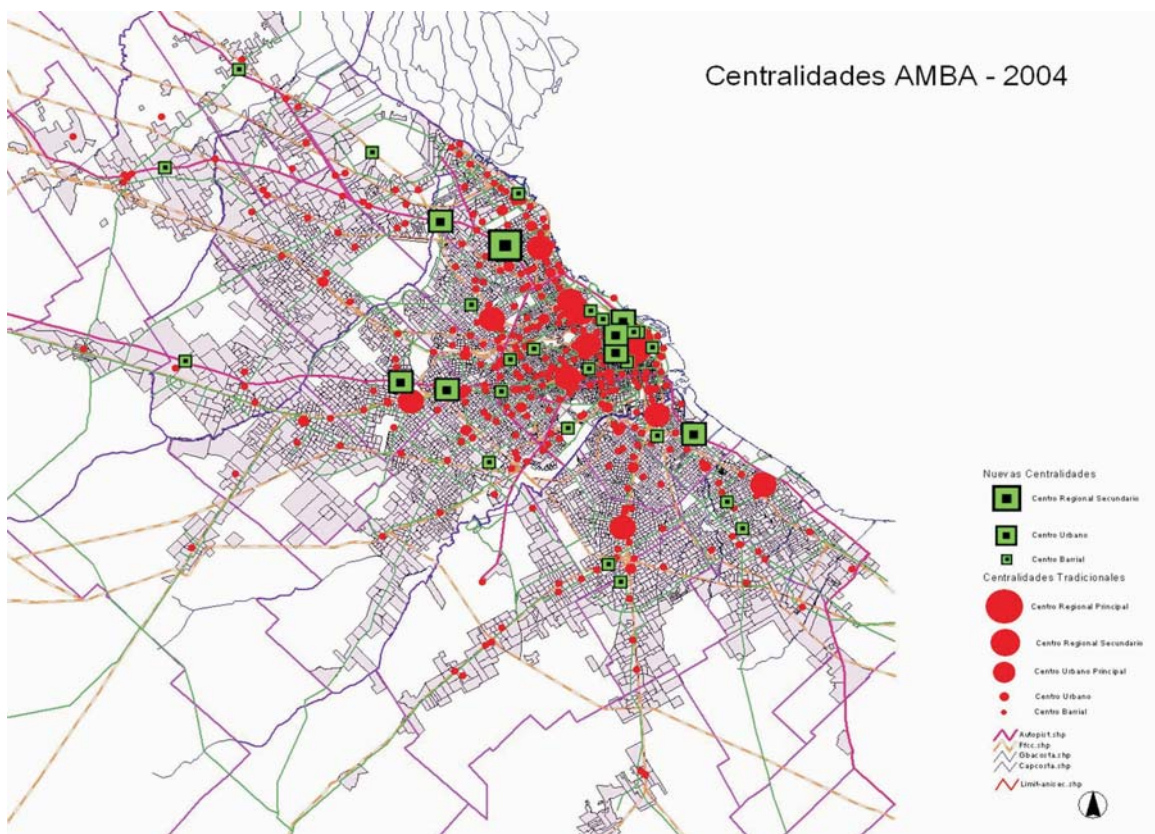 Centralidades AMBA - 2004
Nuevas Centralidades
Centro Regional Secundario
Centro Urbano
Centro Barrial
Centralidades Tradicionales
Centro Regional Principal
Centro Regional Secundario
Centro Urbano Principal
Centro Urbano
Centro Barrial
Autopist.shp
Ffcc.shp
Gbacosta.shp
Capcosta.shp